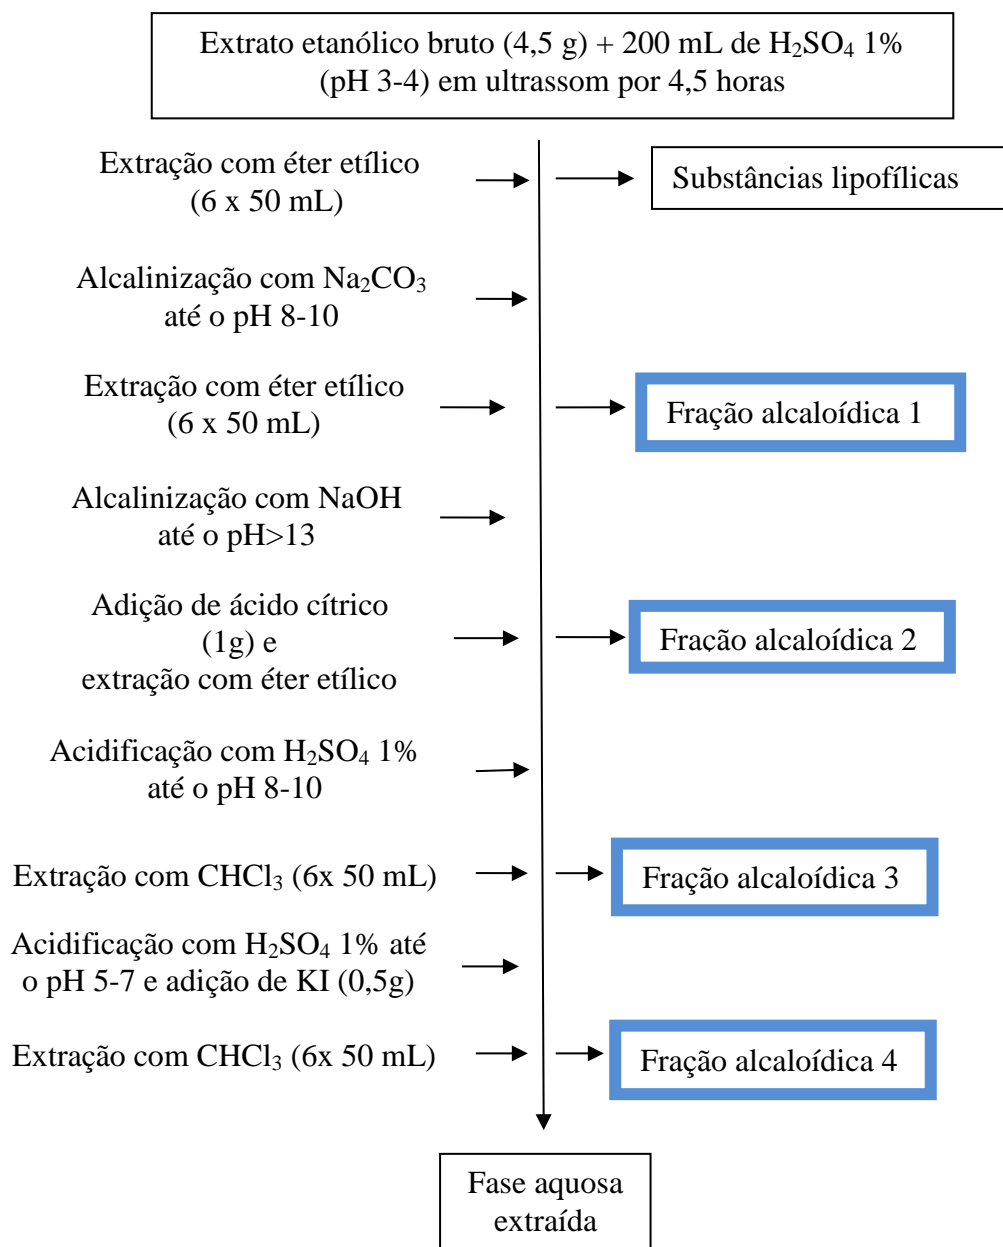 Extrato etanólico bruto (4,5 g) + 200 mL de H₂SO₄ 1%
(pH 3-4) em ultrassom por 4,5 horas
Extração com éter etílico
(6 x 50 mL)
Substâncias lipofílicas
Alcalinização com Na₂CO₃
até o pH 8-10
Extração com éter etílico
(6 x 50 mL)
Fração alcaloídica 1
Alcalinização com NaOH
até o pH>13
Adição de ácido cítrico
(1g) e
extração com éter etílico
Fração alcaloídica 2
Acidificação com H₂SO₄ 1%
até o pH 8-10
Extração com CHCl₃ (6x 50 mL)
Fração alcaloídica 3
Acidificação com H₂SO₄ 1% até
o pH 5-7 e adição de KI (0,5g)
Extração com CHCl₃ (6x 50 mL)
Fração alcaloídica 4
Fase aquosa
extraída